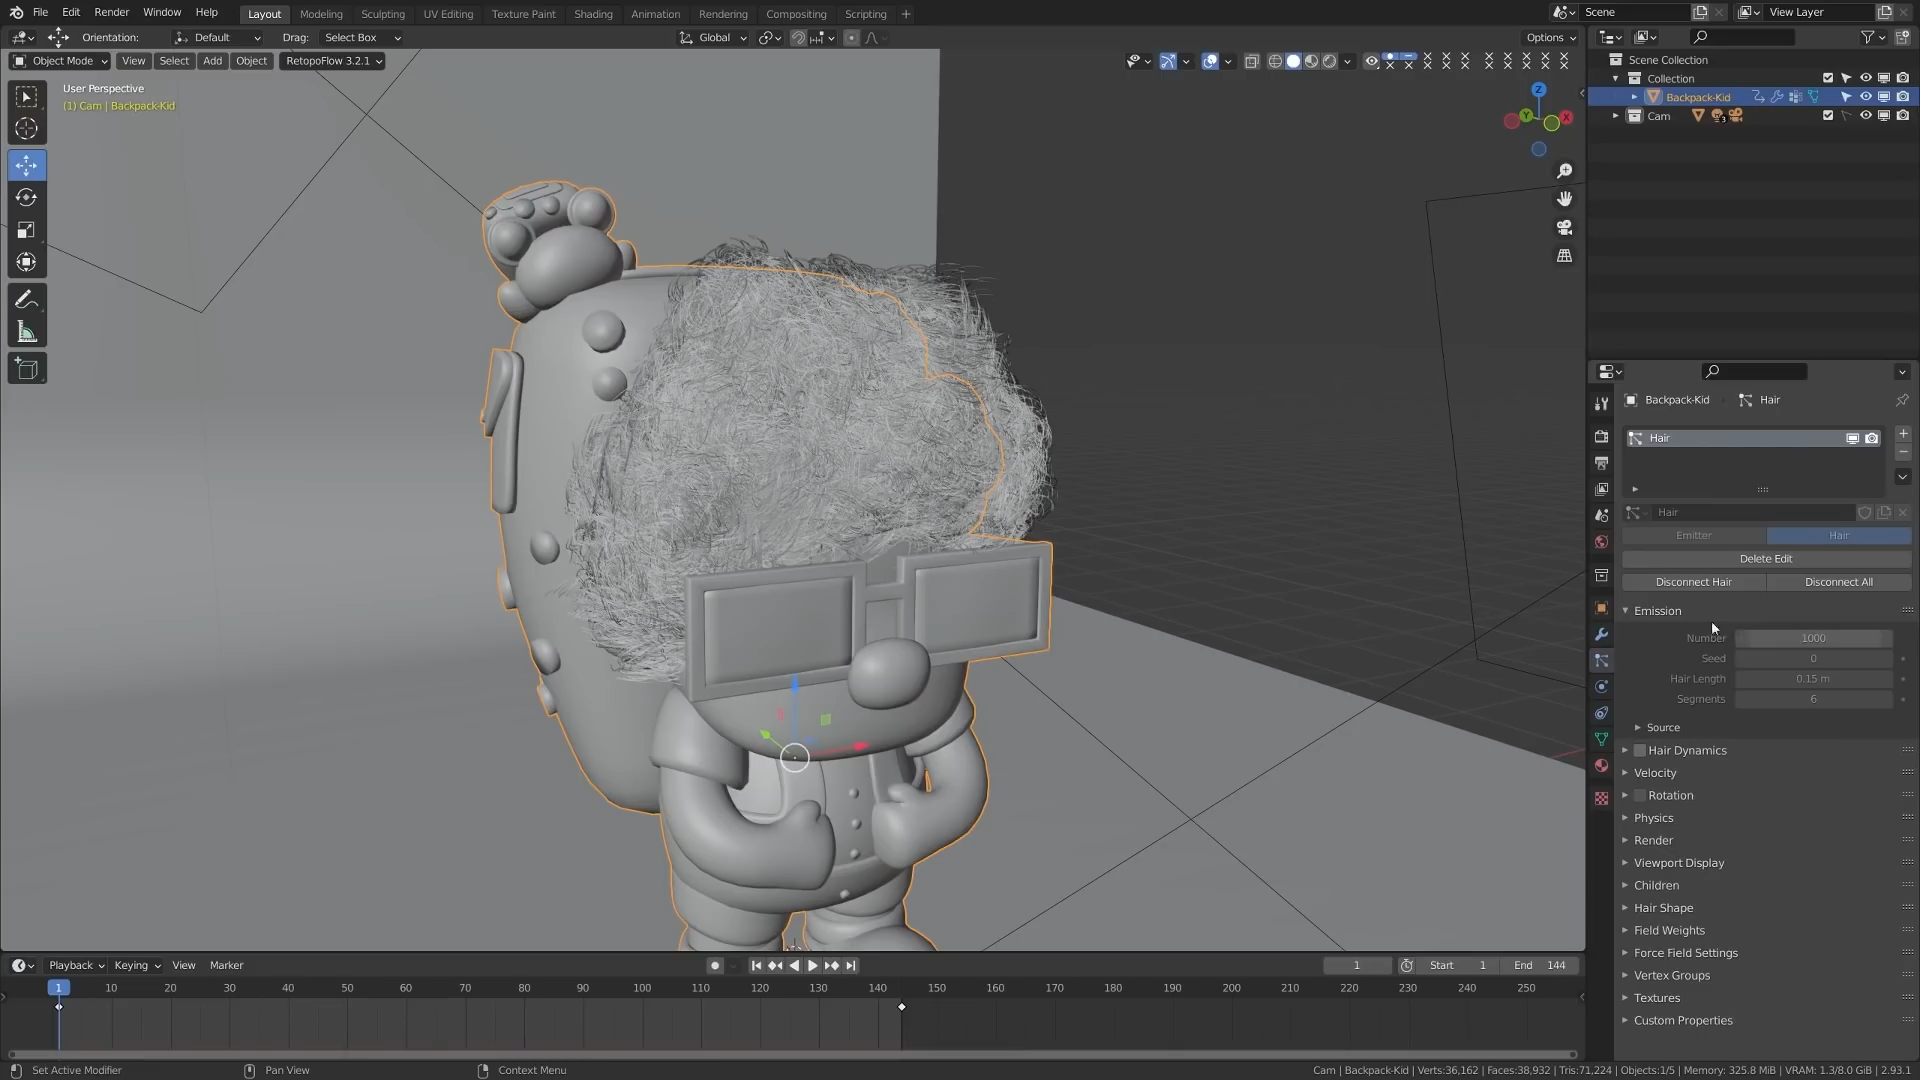 File Edit Render Window Help Layout Modeling Sculpting UV Editing Texture Paint Shading Animation Rendering Compositing Scripting + Scene View Layer
Orientation: Default Drag: Select Box Global Options
Object Mode View Select Add Object RetopoFlow 3.2.1
User Perspective
(1) Cam | Backpack-Kid
Z
Y
X
Scene Collection
Collection
Backpack-Kid
Cam
3
Backpack-Kid Hair
Hair
Hair
Emitter Hair
Delete Edit
Disconnect Hair Disconnect All
Emission
Number 1000
Seed 0
Hair Length 0.15 m
Segments 6
Source
Hair Dynamics
Velocity
Rotation
Physics
Render
Viewport Display
Children
Hair Shape
Field Weights
Force Field Settings
Vertex Groups
Textures
Custom Properties
Playback Keying View Marker 1 Start 1 End 144
1 10 20 30 40 50 60 70 80 90 100 110 120 130 140 150 160 170 180 190 200 210 220 230 240 250
Set Active Modifier Pan View Context Menu Cam | Backpack-Kid | Verts:36,162 | Faces:38,932 | Tris:71,224 | Objects:1/5 | Memory: 325.8 MiB | VRAM: 1.3/8.0 GiB | 2.93.1